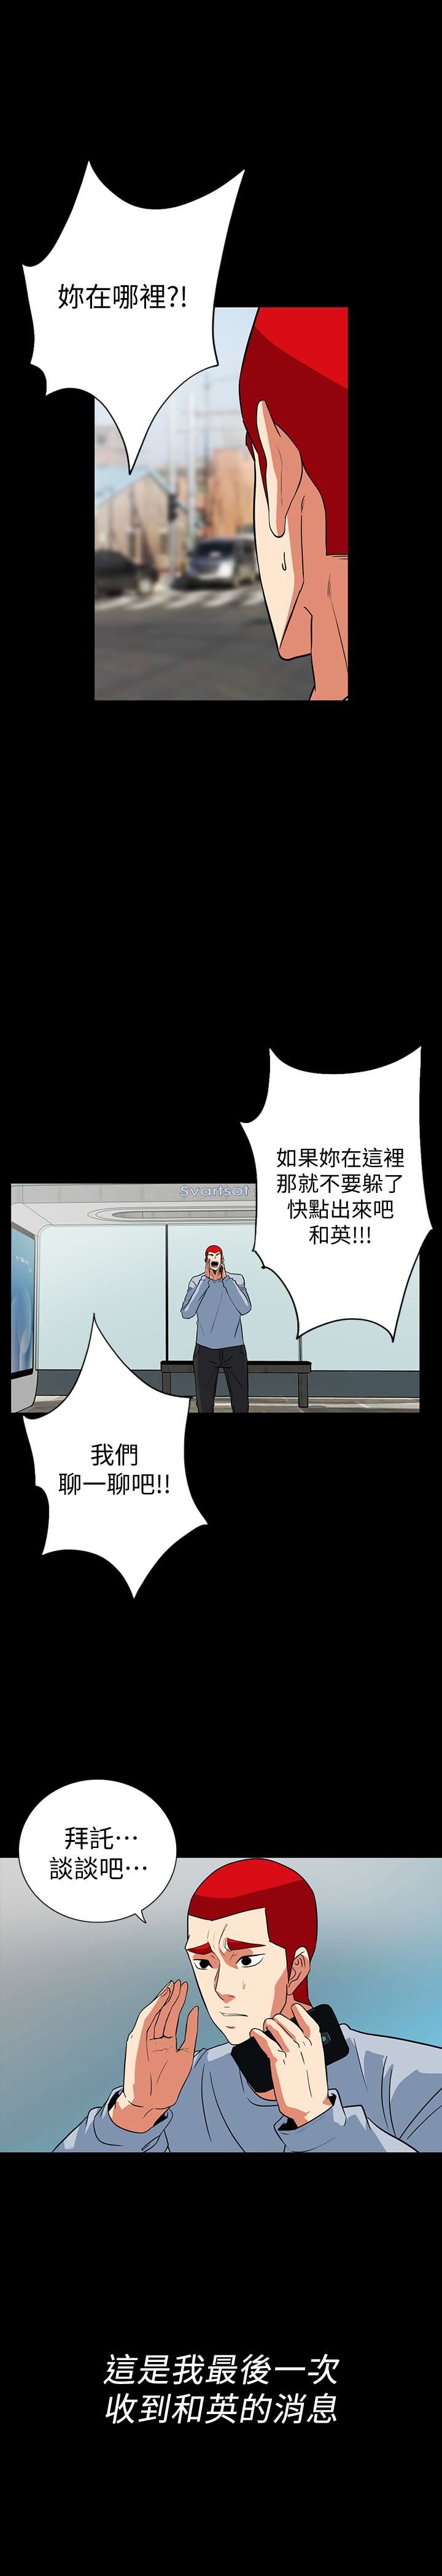 妳在哪裡?!
Svartsot
如果妳在這裡
那就不要躲了
快點出來吧
和英!!!
我們
聊一聊吧!!
拜託⋯
談談吧⋯
這是我最後一次
收到和英的消息